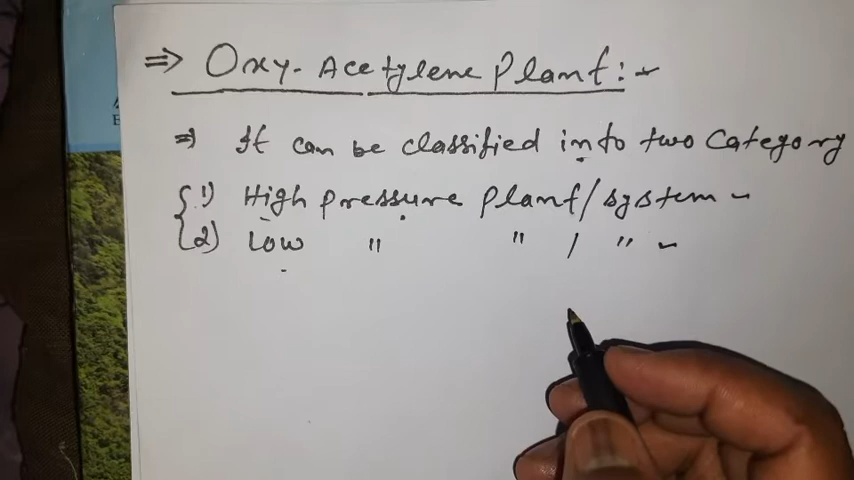 ⇒ Oxy-Acetylene Plant:-
⇒ It can be classified into two Category
1) High pressure plant/system -
2) Low " " / " -